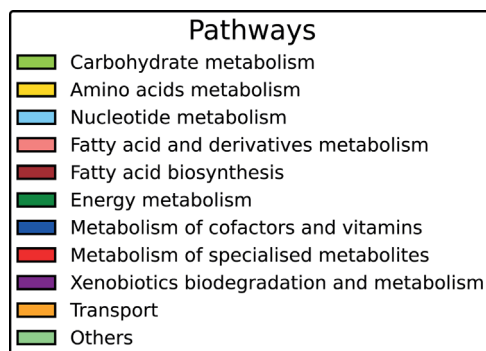 Pathways
Carbohydrate metabolism
Amino acids metabolism
Nucleotide metabolism
Fatty acid and derivatives metabolism
Fatty acid biosynthesis
Energy metabolism
Metabolism of cofactors and vitamins
Metabolism of specialised metabolites
Xenobiotics biodegradation and metabolism
Transport
Others